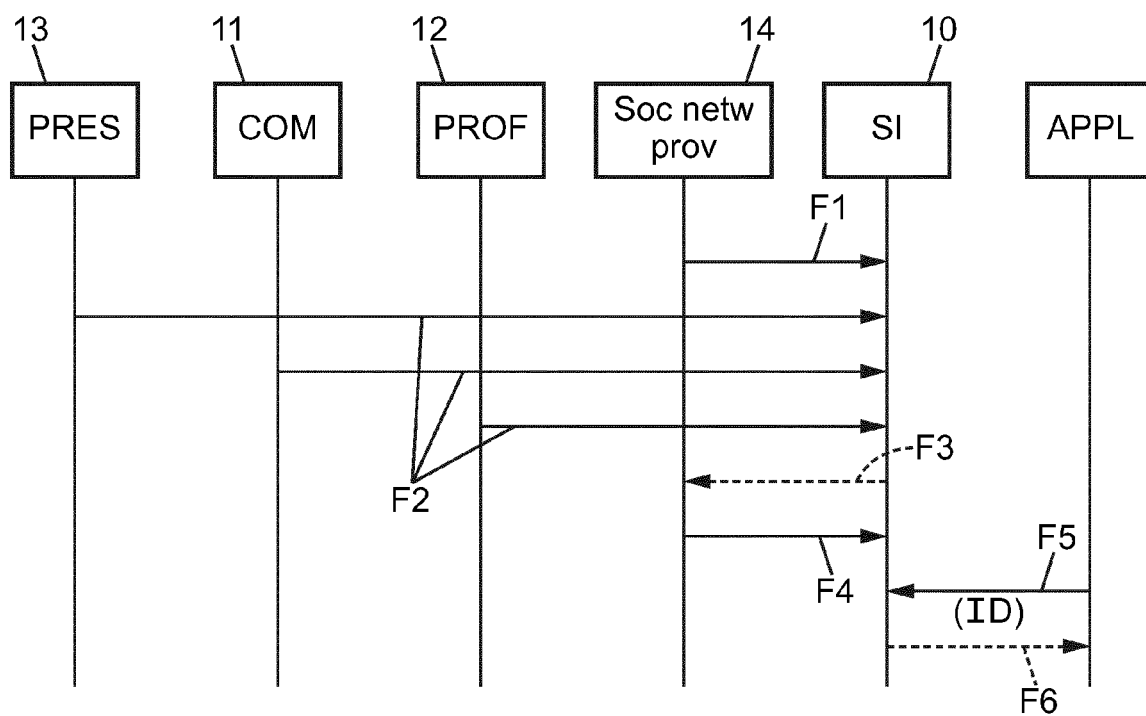 13
11
12
14
10
PRES
COM
PROF
Soc netw
prov
SI
APPL
F1
F2
F3
F4
F5
(ID)
F6